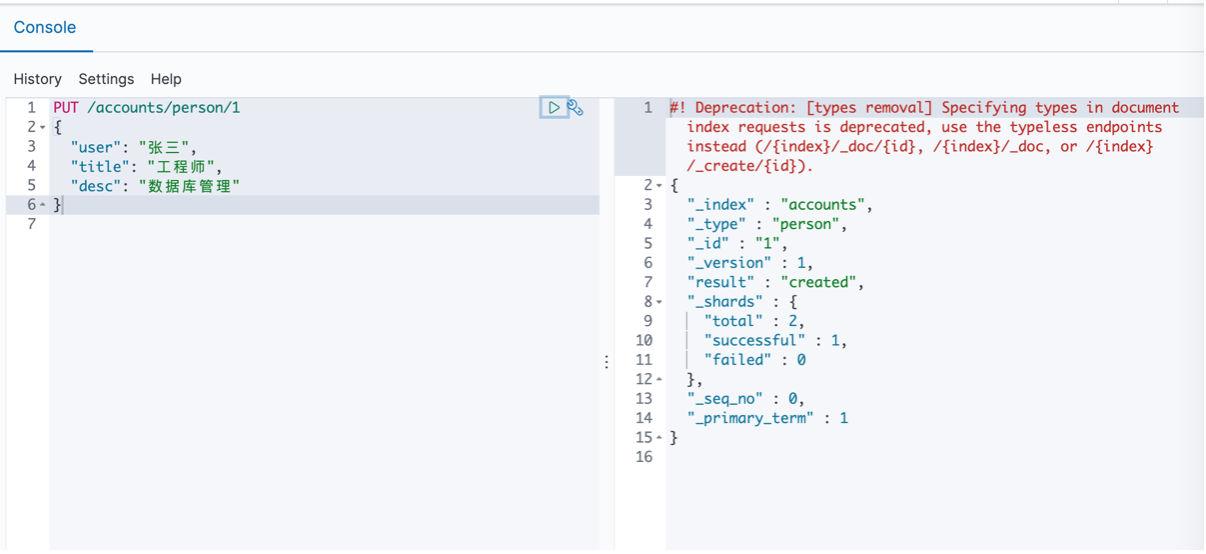 Console
History Settings Help
1 PUT /accounts/person/1
2 {
3 "user": "张三",
4 "title": "工程师",
5 "desc": "数据库管理"
6 }
7
1 #! Deprecation: [types removal] Specifying types in document
index requests is deprecated, use the typeless endpoints
instead (/{index}/_doc/{id}, /{index}/_doc, or /{index}
/_create/{id}).
2 {
3 "_index" : "accounts",
4 "_type" : "person",
5 "_id" : "1",
6 "_version" : 1,
7 "result" : "created",
8 "_shards" : {
9 "total" : 2,
10 "successful" : 1,
11 "failed" : 0
12 },
13 "_seq_no" : 0,
14 "_primary_term" : 1
15 }
16